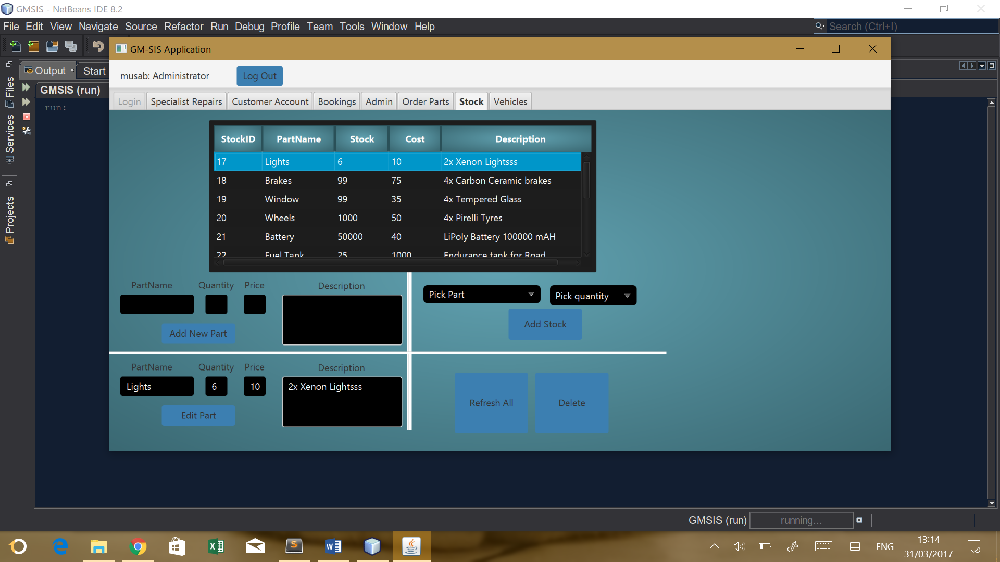 GMSIS - NetBeans IDE 8.2
File Edit View Navigate Source Refactor Run Debug Profile Team Tools Window Help
Search (Ctrl+I)
GM-SIS Application
Output
Start
musab: Administrator
Log Out
GMSIS (run)
Login Specialist Repairs Customer Account Bookings Admin Order Parts Stock Vehicles
run:
Files
Services
Projects
StockID PartName Stock Cost Description
17 Lights 6 10 2x Xenon Lightsss
18 Brakes 99 75 4x Carbon Ceramic brakes
19 Window 99 35 4x Tempered Glass
20 Wheels 1000 50 4x Pirelli Tyres
21 Battery 50000 40 LiPoly Battery 100000 mAH
22 Fuel Tank 25 1000 Endurance tank for Road
PartName Quantity Price Description
Pick Part
Pick quantity
Add New Part
Add Stock
PartName Quantity Price Description
Lights 6 10 2x Xenon Lightsss
Edit Part
Refresh All
Delete
GMSIS (run)
running...
ENG
13:14
31/03/2017